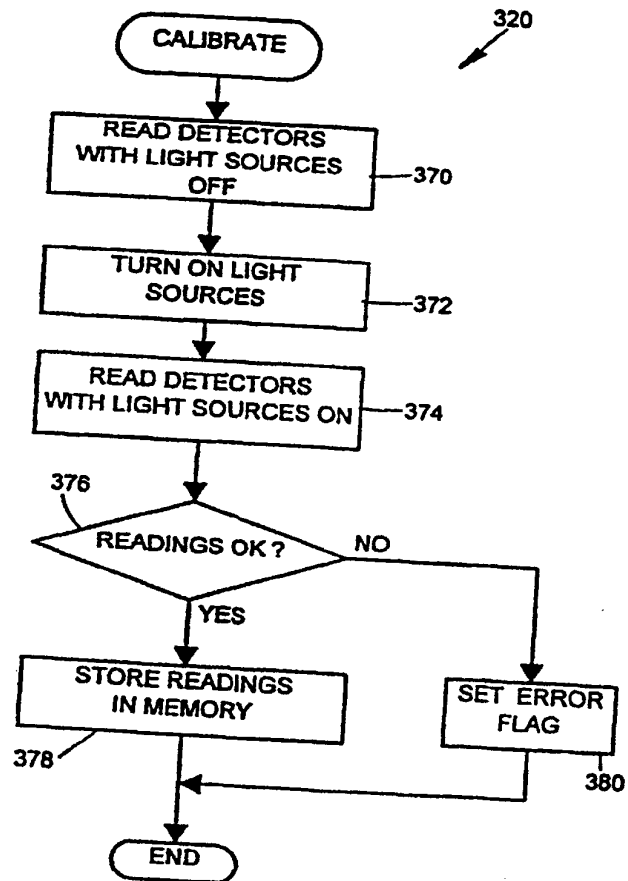 320
CALIBRATE
READ DETECTORS
WITH LIGHT SOURCES
OFF
370
TURN ON LIGHT
SOURCES
372
READ DETECTORS
WITH LIGHT SOURCES ON
374
376
READINGS OK ?
NO
YES
STORE READINGS
IN MEMORY
378
SET ERROR
FLAG
380
END